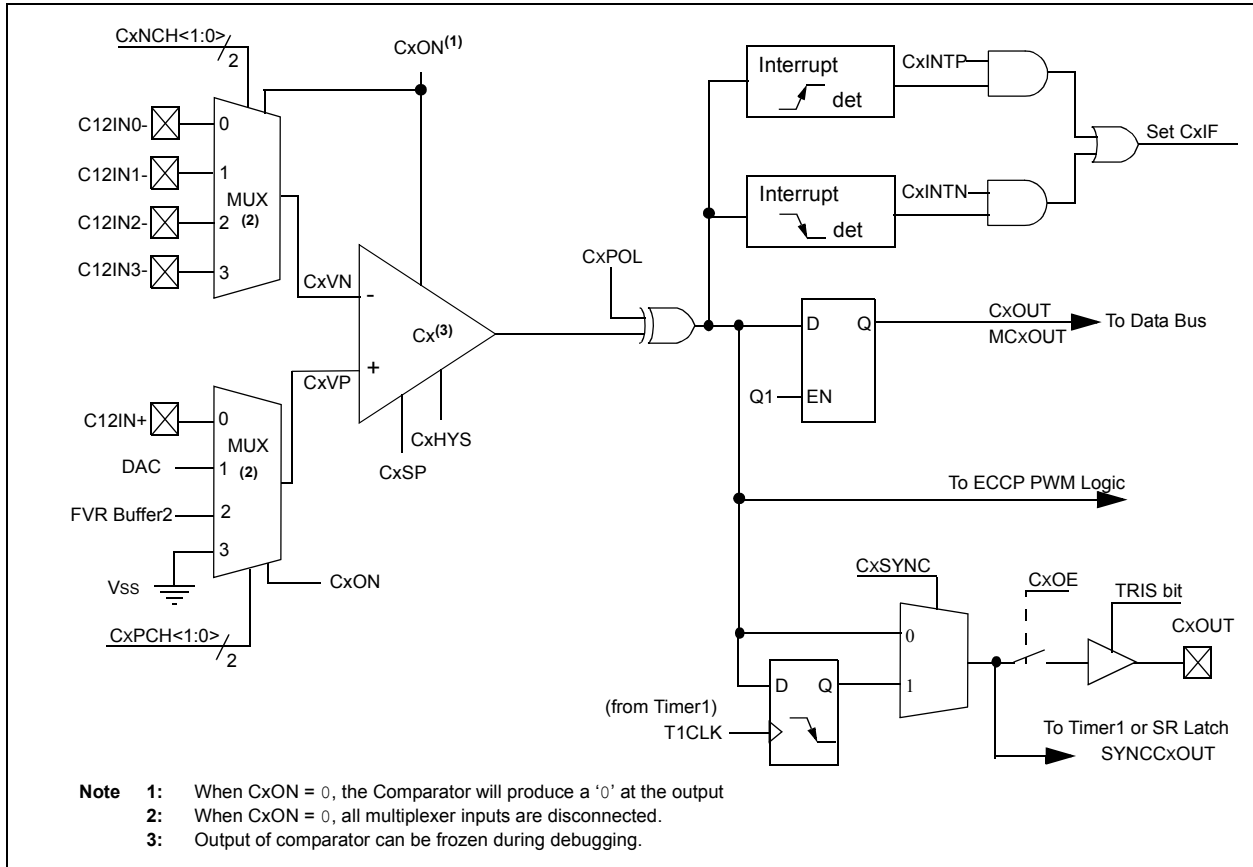 CxNCH<1:0>
2
CxON(1)
Interrupt
det
CxINTP
C12IN0-
0
C12IN1-
1
MUX
(2)
C12IN2-
2
C12IN3-
3
Set CxIF
Interrupt
det
CxINTN
CxPOL
CxVN
-
Cx(3)
+
CxVP
D
Q
CxOUT
MCxOUT
To Data Bus
Q1
EN
CxHYS
CxSP
C12IN+
0
MUX
(2)
DAC
1
FVR Buffer2
2
3
VSS
CxON
CxPCH<1:0>
2
To ECCP PWM Logic
CxSYNC
CxOE
TRIS bit
CxOUT
0
1
D
Q
(from Timer1)
T1CLK
To Timer1 or SR Latch
SYNCCxOUT
Note 1: When CxON = 0, the Comparator will produce a ‘0’ at the output
2: When CxON = 0, all multiplexer inputs are disconnected.
3: Output of comparator can be frozen during debugging.